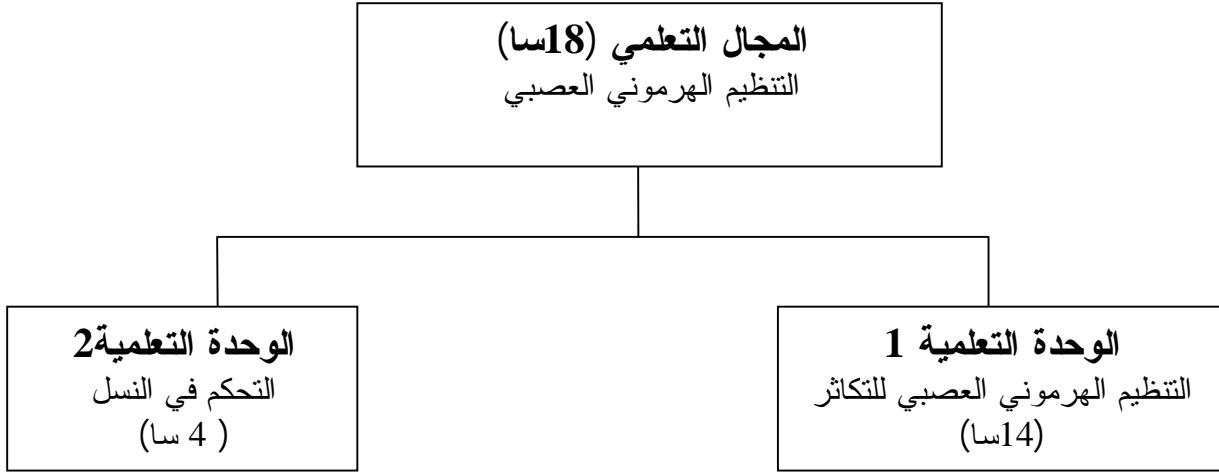 المجال التعلمي (18سا)
التنظيم الهرموني العصبي
الوحدة التعلمية 1
التنظيم الهرموني العصبي للتكاثر
(14سا)
الوحدة التعلمية2
التحكم في النسل
( 4 سا)